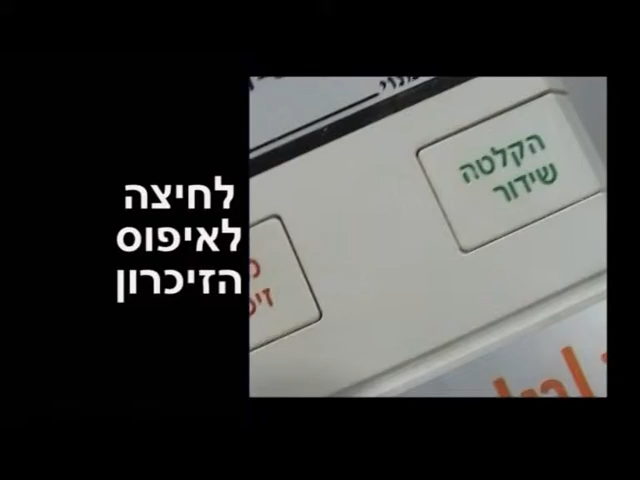 לחיצה
לאיפוס
הזיכרון
הקלטה
שידור